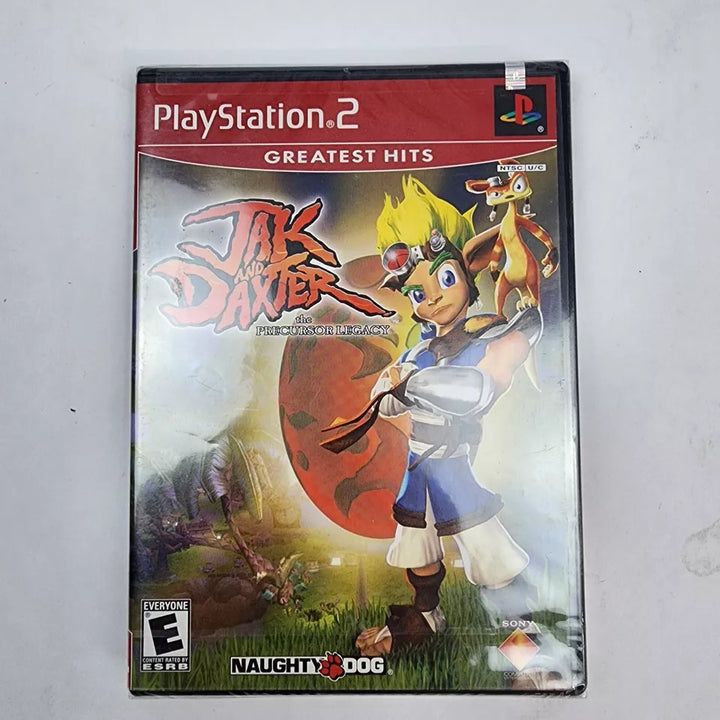 PlayStation®2
GREATEST HITS
NTSC U/C
JAK
AND
DAXTER
the
PRECURSOR LEGACY
EVERYONE
E
CONTENT RATED BY
ESRB
NAUGHTY DOG
SONY